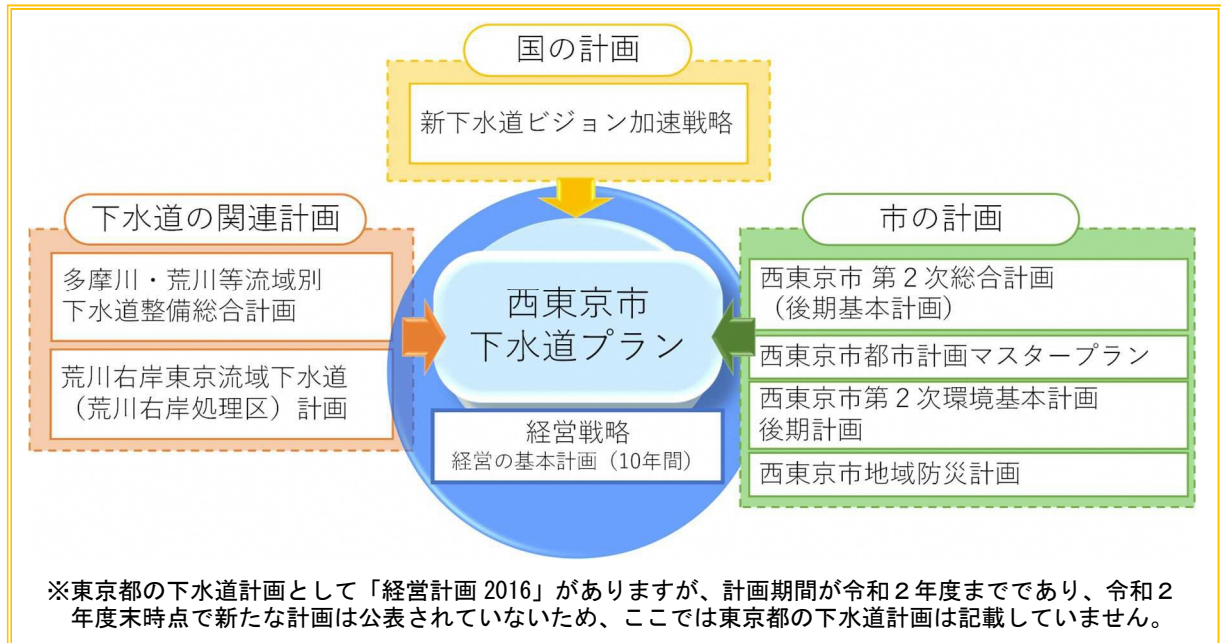 国の計画
新下水道ビジョン加速戦略
下水道の関連計画
多摩川・荒川等流域別
下水道整備総合計画
荒川右岸東京流域下水道
（荒川右岸処理区）計画
西東京市
下水道プラン
経営戦略
経営の基本計画（10年間）
市の計画
西東京市 第２次総合計画
（後期基本計画）
西東京市都市計画マスタープラン
西東京市第２次環境基本計画
後期計画
西東京市地域防災計画
※東京都の下水道計画として「経営計画 2016」がありますが、計画期間が令和２年度までであり、令和２
年度末時点で新たな計画は公表されていないため、ここでは東京都の下水道計画は記載していません。